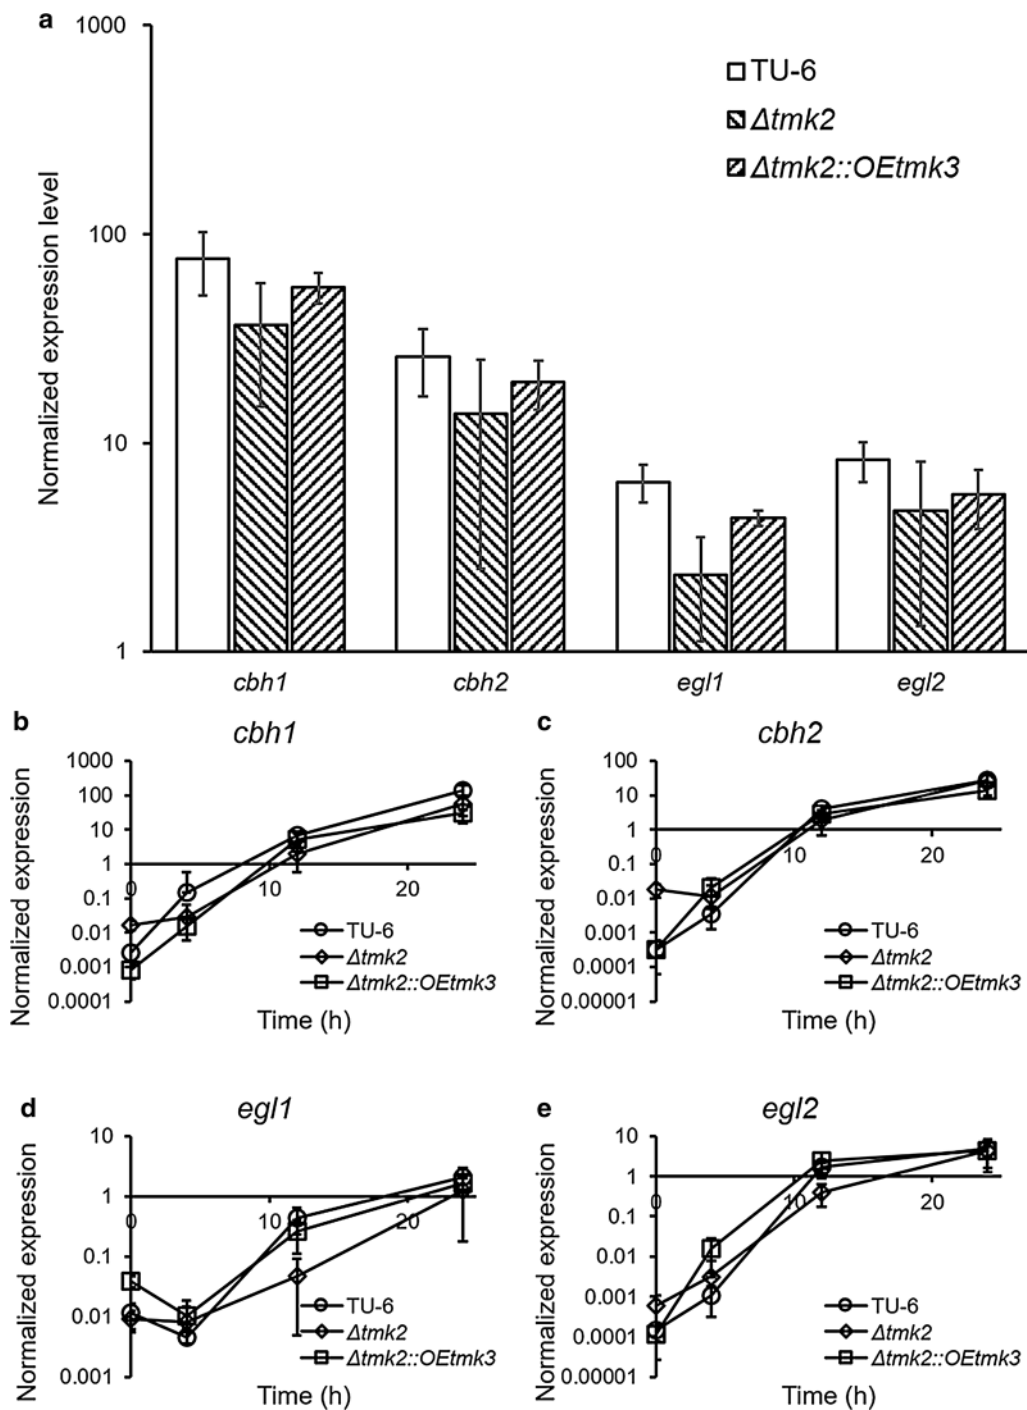 a
1000
100
10
1
Normalized expression level
TU-6
Δtmk2
Δtmk2::OEtmk3
cbh1 cbh2 egl1 egl2
b
cbh1
1000
100
10
1
0.1
0.01
0.001
0.0001
Normalized expression
0 10 20
TU-6
Δtmk2
Δtmk2::OEtmk3
Time (h)
c
cbh2
100
10
1
0.1
0.01
0.001
0.0001
0.00001
Normalized expression
0 10 20
TU-6
Δtmk2
Δtmk2::OEtmk3
Time (h)
d
egl1
10
1
0.1
0.01
0.001
Normalized expression
0 10 20
TU-6
Δtmk2
Δtmk2::OEtmk3
Time (h)
e
egl2
10
1
0.1
0.01
0.001
0.0001
0.00001
Normalized expression
0 10 20
TU-6
Δtmk2
Δtmk2::OEtmk3
Time (h)